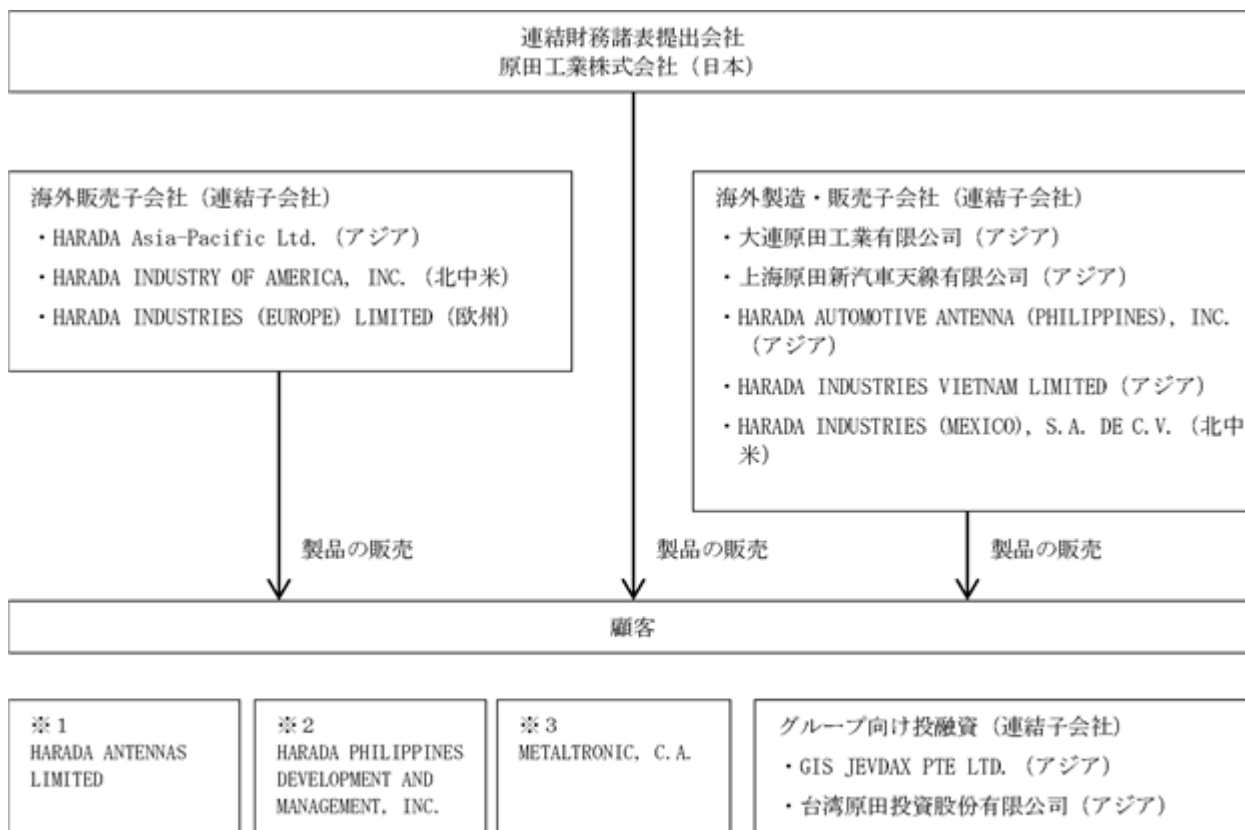 連結財務諸表提出会社
原田工業株式会社（日本）
海外販売子会社（連結子会社）
・HARADA Asia-Pacific Ltd.（アジア）
・HARADA INDUSTRY OF AMERICA, INC.（北中米）
・HARADA INDUSTRIES (EUROPE) LIMITED（欧州）
海外製造・販売子会社（連結子会社）
・大連原田工業有限公司（アジア）
・上海原田新汽車天線有限公司（アジア）
・HARADA AUTOMOTIVE ANTENNA (PHILIPPINES), INC.
（アジア）
・HARADA INDUSTRIES VIETNAM LIMITED（アジア）
・HARADA INDUSTRIES (MEXICO), S.A. DE C.V.（北中
米）
製品の販売
製品の販売
製品の販売
顧客
※１
HARADA ANTENNAS
LIMITED
※２
HARADA PHILIPPINES
DEVELOPMENT AND
MANAGEMENT, INC.
※３
METALTRONIC, C.A.
グループ向け投融資（連結子会社）
・GIS JEVDAX PTE LTD.（アジア）
・台湾原田投資股份有限公司（アジア）